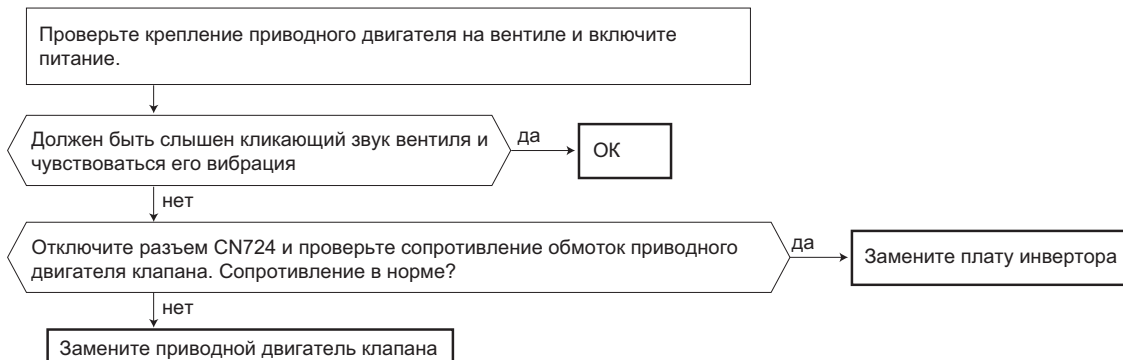 Проверьте крепление приводного двигателя на вентиле и включите
питание.
Должен быть слышен кликающий звук вентиля и
чувствоваться его вибрация
да
ОК
нет
Отключите разъем CN724 и проверьте сопротивление обмоток приводного
двигателя клапана. Сопротивление в норме?
да
Замените плату инвертора
нет
Замените приводной двигатель клапана